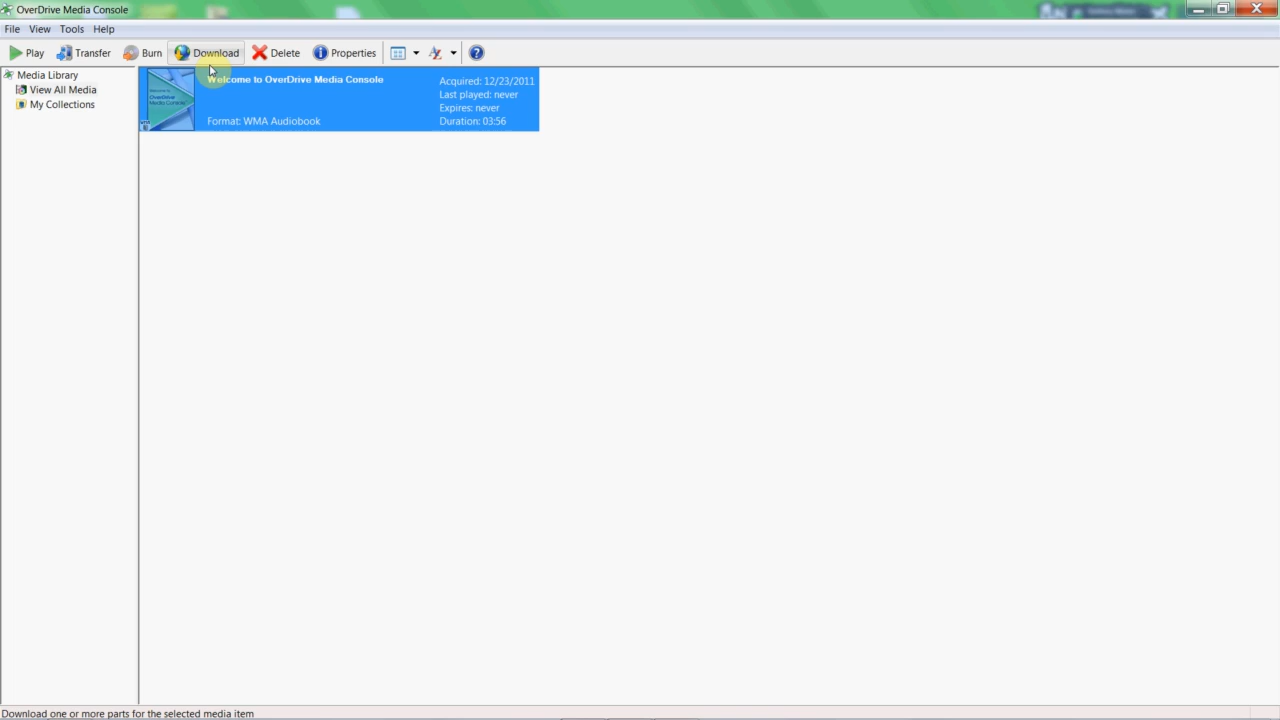 OverDrive Media Console
File View Tools Help
Play Transfer Burn Download Delete Properties
Media Library
View All Media
My Collections
Welcome to OverDrive Media Console
Format: WMA Audiobook
Acquired: 12/23/2011
Last played: never
Expires: never
Duration: 03:56
Download one or more parts for the selected media item